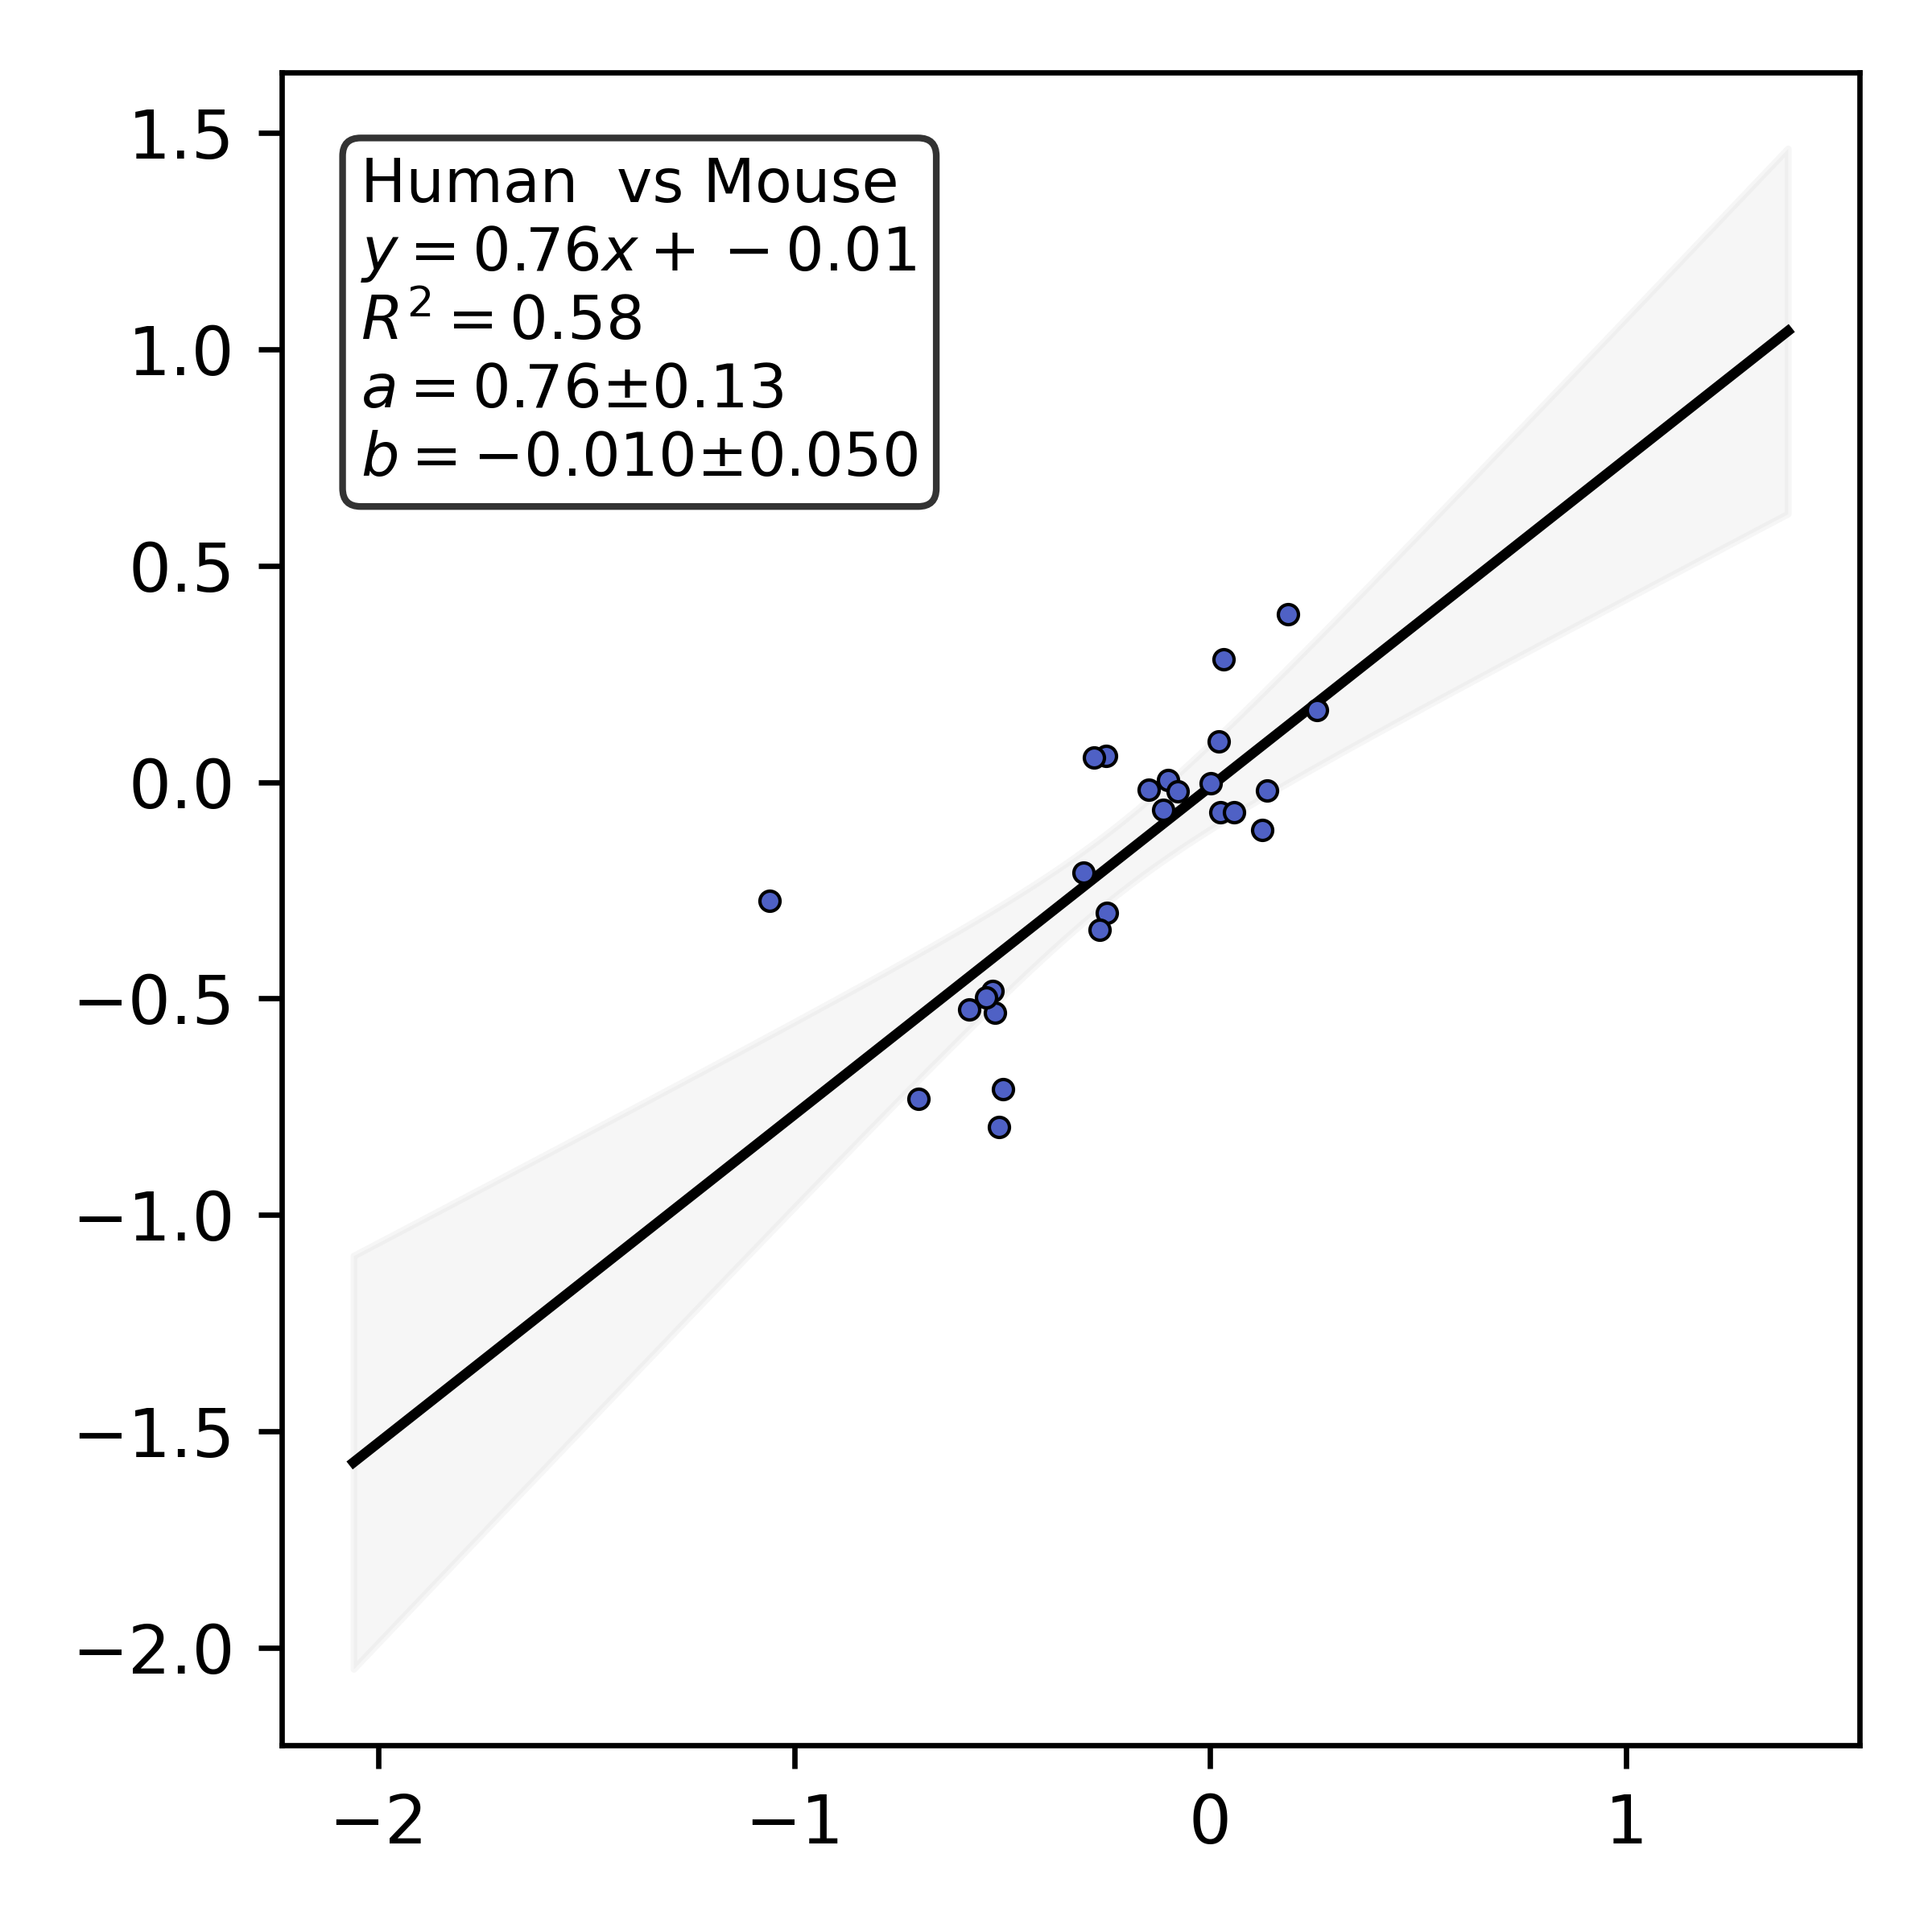 1.5
1.0
0.5
0.0
−0.5
−1.0
−1.5
−2.0
Human  vs Mouse
y = 0.76x + −0.01
R² = 0.58
a = 0.76±0.13
b = −0.010±0.050
−2 −1 0 1